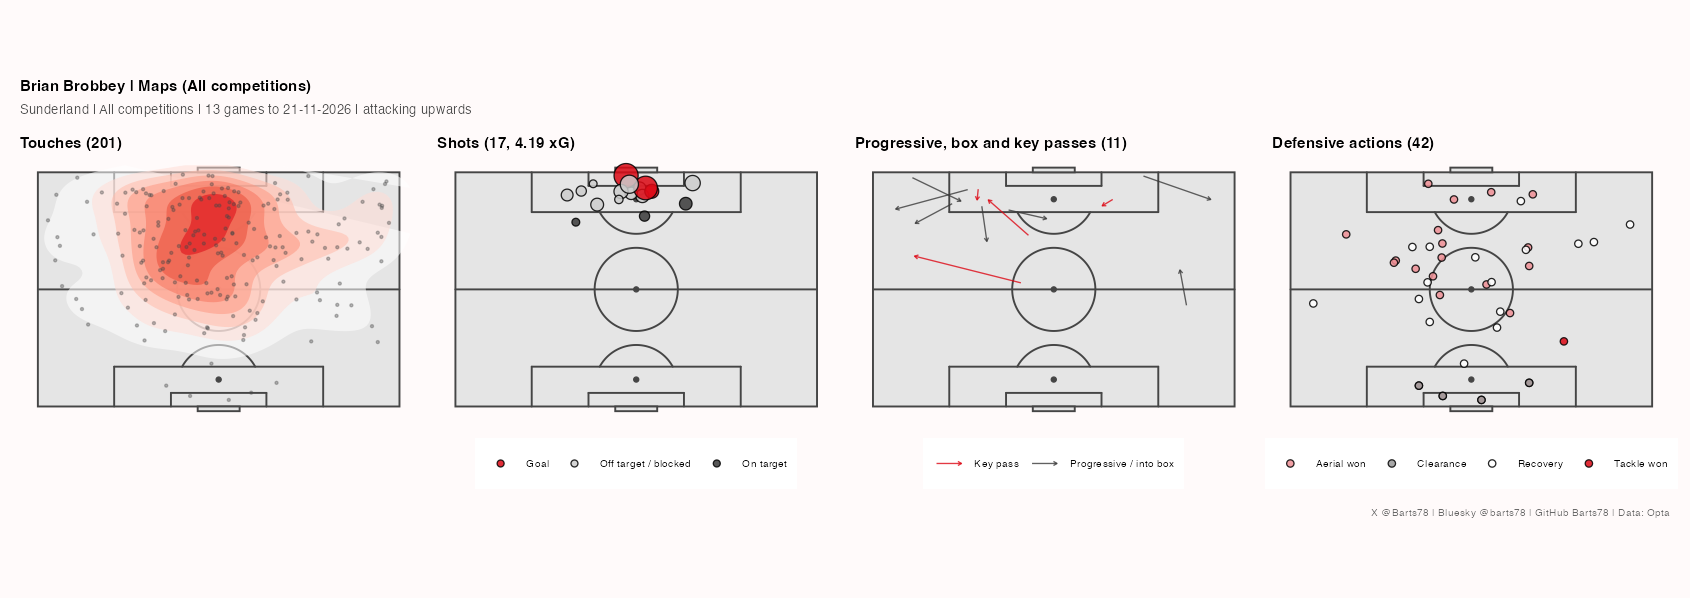 Brian Brobbey | Maps (All competitions)
Sunderland | All competitions | 13 games to 21-11-2026 | attacking upwards
Touches (201)
Shots (17, 4.19 xG)
Progressive, box and key passes (11)
Defensive actions (42)
Goal
Off target / blocked
On target
Key pass
Progressive / into box
Aerial won
Clearance
Recovery
Tackle won
X @Barts78 | Bluesky @barts78 | GitHub Barts78 | Data: Opta